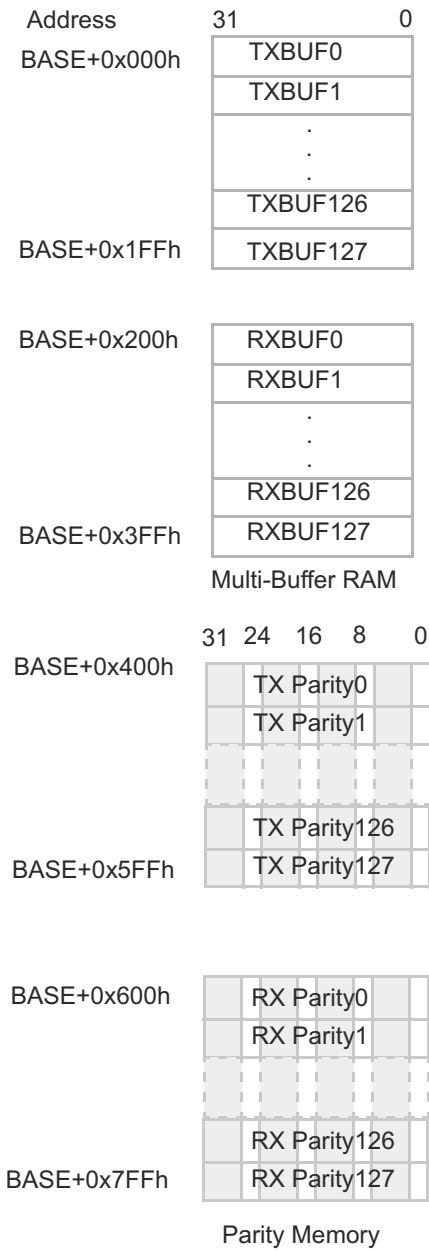 Address 31 0
BASE+0x000h TXBUF0
TXBUF1
.
.
.
TXBUF126
BASE+0x1FFh TXBUF127
BASE+0x200h RXBUF0
RXBUF1
.
.
.
RXBUF126
BASE+0x3FFh RXBUF127
Multi-Buffer RAM
31 24 16 8 0
BASE+0x400h TX Parity0
TX Parity1
TX Parity126
BASE+0x5FFh TX Parity127
BASE+0x600h RX Parity0
RX Parity1
RX Parity126
BASE+0x7FFh RX Parity127
Parity Memory